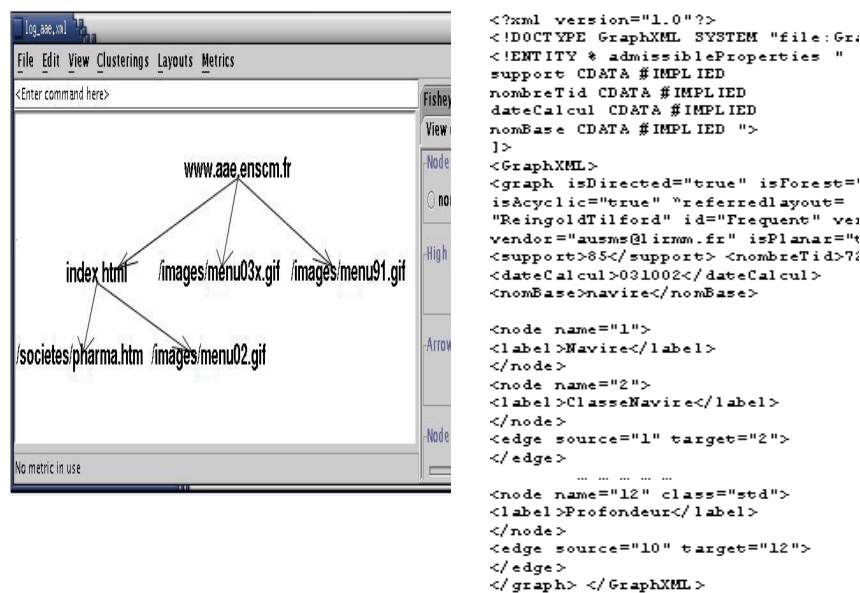 log_aae.xml
File Edit View Clusterings Layouts Metrics
<Enter command here>
Fishey
View
-Node
no
-High
-Arrow
-Node
www.aae.enscm.fr
index.html /images/menu03x.gif /images/menu91.gif
/societes/pharma.htm /images/menu02.gif
No metric in use
<?xml version="1.0"?>
<!DOCTYPE GraphXML SYSTEM "file:Gra
<!ENTITY % admissibleProperties "
support CDATA #IMPLIED
nombreTid CDATA #IMPLIED
dateCalcul CDATA #IMPLIED
nomBase CDATA #IMPLIED ">
]>
<GraphXML>
<graph isDirected="true" isForest="
isAcyclic="true" "referredlayout=
"ReingoldTilford" id="Frequent" ver
vendor="ausms@lirmm.fr" isPlanar="t
<support>85</support> <nombreTid>72
<dateCalcul>031002</dateCalcul>
<nomBase>navire</nomBase>
<node name="1">
<label>Navire</label>
</node>
<node name="2">
<label>ClasseNavire</label>
</node>
<edge source="1" target="2">
</edge>
... ... ... ... ...
<node name="12" class="std">
<label>Profondeur</label>
</node>
<edge source="10" target="12">
</edge>
</graph> </GraphXML>